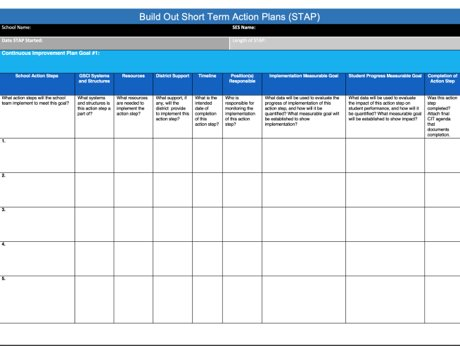 Build Out Short Term Action Plans (STAP)
School Name: SES Name:
Date STAP Started: Length of STAP:
Continuous Improvement Plan Goal #1:
School Action Steps
GSCI Systems
and Structures
Resources
District Support
Timeline
Position(s)
Responsible
Implementation Measurable Goal
Student Progress Measurable Goal
Completion of
Action Step
What action steps will the school
team implement to meet this goal?
What systems
and structures is
this action step a
part of?
What resources
are needed to
implement the
action step?
What support, if
any, will the
district provide
to implement this
action step?
What is the
intended
date of
completion
of this
action step?
Who is
responsible for
monitoring the
implementation
of this action
step?
What data will be used to evaluate the
progress of implementation of this
action step, and how will it be
quantified? What measurable goal will
be established to show
implementation?
What data will be used to evaluate
the impact of this action step on
student performance, and how will it
be quantified? What measurable goal
will be established to show impact?
Was this action
step
completed?
Attach final
CIT agenda
that
documents
completion.
1.
2.
3.
4.
5.